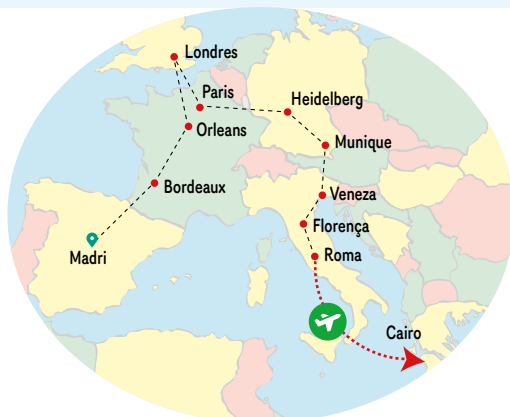 Londres
Paris
Heidelberg
Orleans
Munique
Bordeaux
Veneza
Florença
Madri
Roma
Cairo